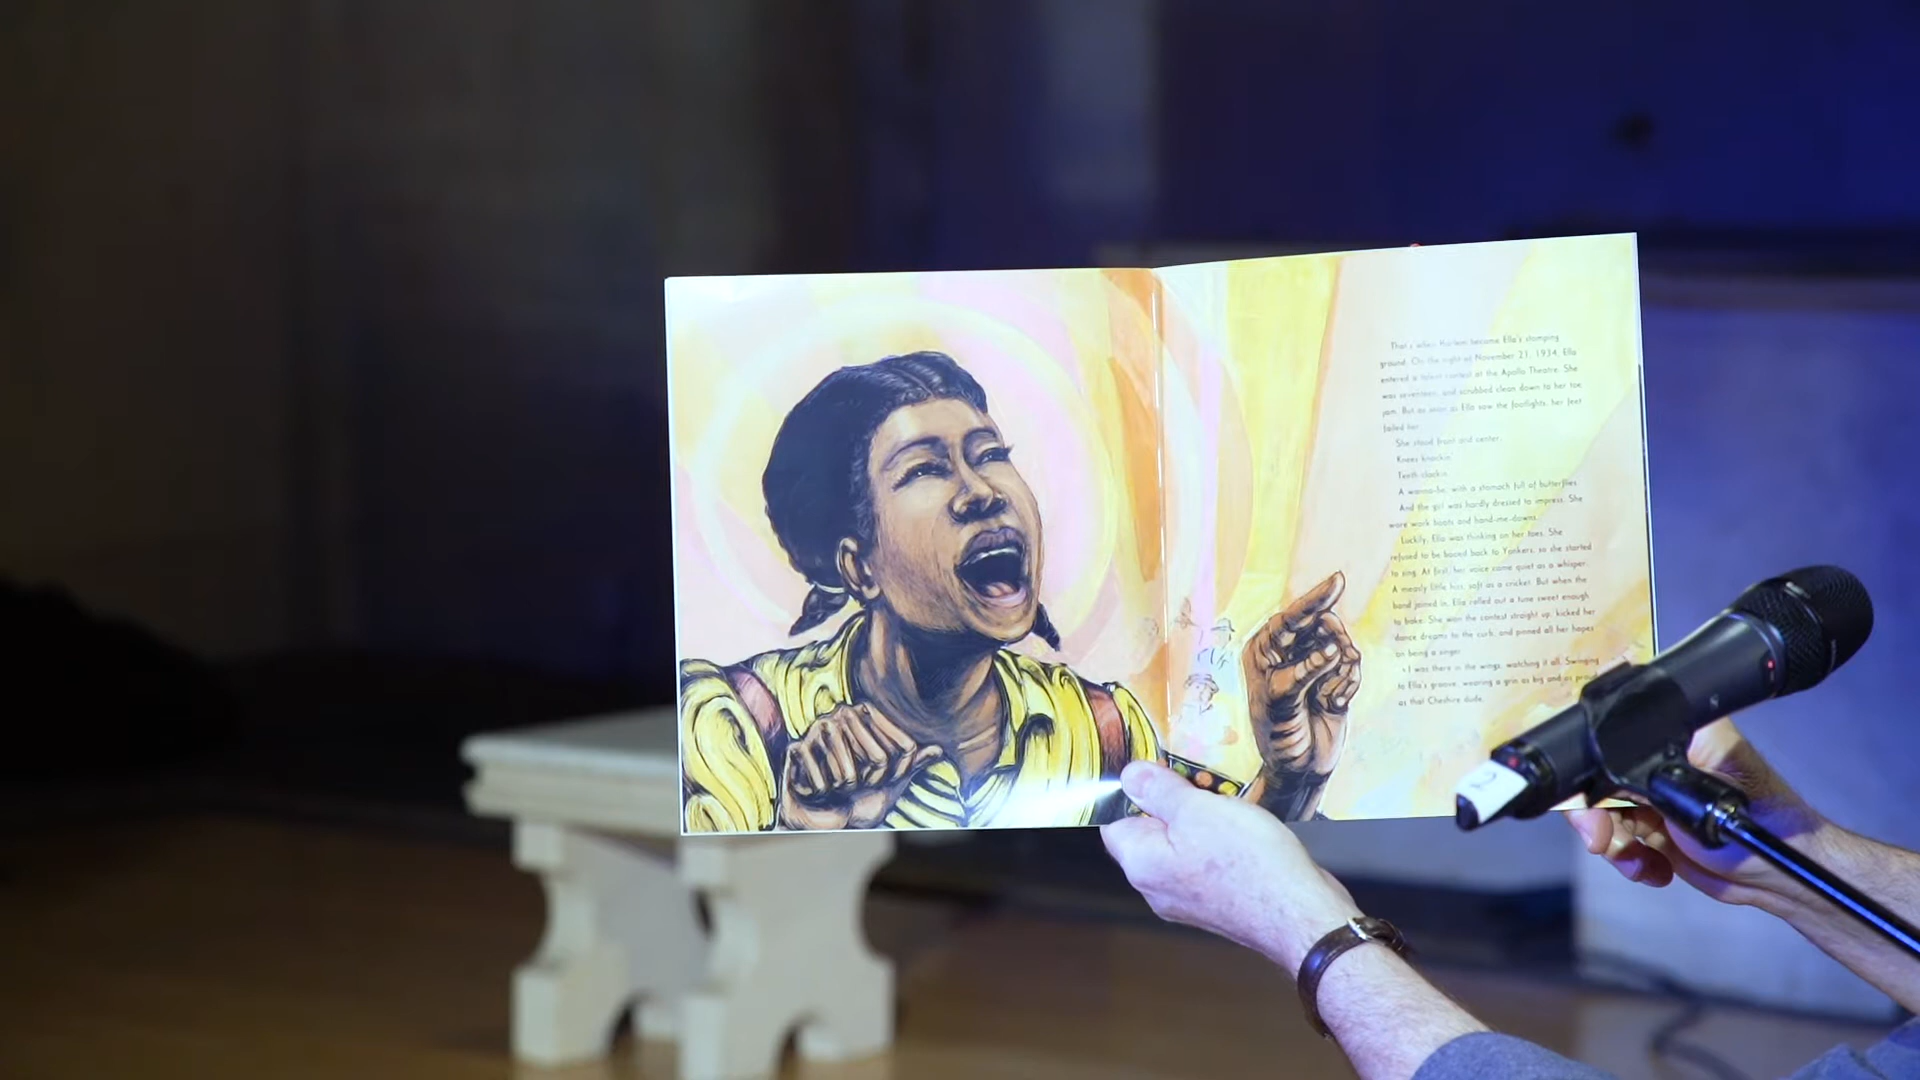 That's when Harlem became Ella's stomping
ground. On the night of November 21, 1934, Ella
entered a talent contest at the Apollo Theatre. She
was seventeen, and scrubbed clean down to her toe
jam. But as soon as Ella saw the footlights, her feet
failed her.
She stood front and center.
Knees knockin'.
Teeth clackin'.
A wanna-be, with a stomach full of butterflies.
And the girl was hardly dressed to impress. She
wore work boots and hand-me-downs.
Luckily, Ella was thinking on her toes. She
refused to be booed back to Yonkers, so she started
to sing. At first, her voice came quiet as a whisper.
A measly little hiss, soft as a cricket. But when the
band joined in, Ella rolled out a tune sweet enough
to bake. She won the contest straight up, kicked her
dance dreams to the curb, and pinned all her hopes
on being a singer.
I was there in the wings, watching it all. Swinging
to Ella's groove, wearing a grin as big and as proud
as that Cheshire dude.
2